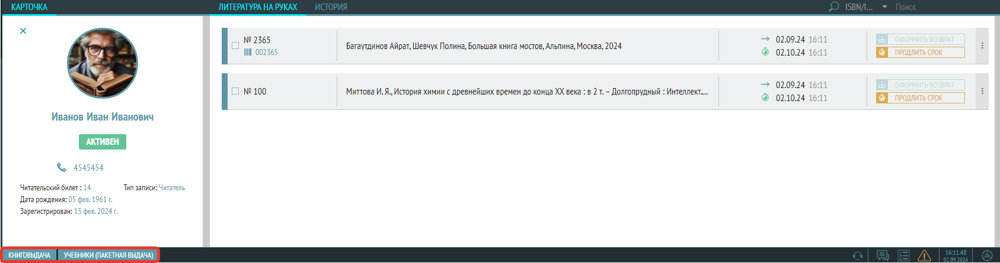 КАРТОЧКА
ЛИТЕРАТУРА НА РУКАХ ИСТОРИЯ
ISBN/I... Поиск
Иванов Иван Иванович
АКТИВЕН
4545454
Читательский билет : 14 Тип записи: Читатель
Дата рождения: 05 фев. 1961 г.
Зарегистрирован: 13 фев. 2024 г.
№ 2365
002365
Багаутдинов Айрат, Шевчук Полина, Большая книга мостов, Альпина, Москва, 2024
02.09.24 16:11
02.10.24 16:11
ОФОРМИТЬ ВОЗВРАТ
ПРОДЛИТЬ СРОК
№ 100
Миттова И. Я., История химии с древнейших времен до конца XX века : в 2 т. – Долгопрудный : Интеллект....
02.09.24 16:11
02.10.24 16:11
ОФОРМИТЬ ВОЗВРАТ
ПРОДЛИТЬ СРОК
КНИГОВЫДАЧА УЧЕБНИКИ (ПАКЕТНАЯ ВЫДАЧА)
16:11:48
02.09.2024